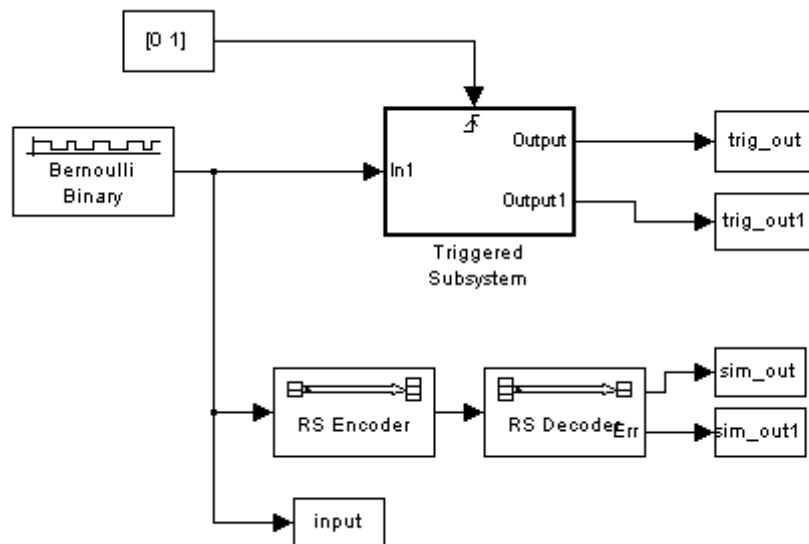 [0 1]
Bernoulli
Binary
In1
Output
Output1
Triggered
Subsystem
trig_out
trig_out1
RS Encoder
RS Decoder
Err
sim_out
sim_out1
input